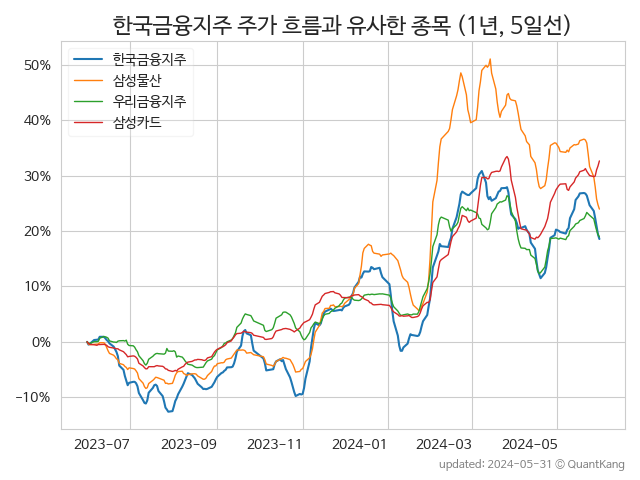 한국금융지주 주가 흐름과 유사한 종목 (1년, 5일선)
한국금융지주
삼성물산
우리금융지주
삼성카드
50%
40%
30%
20%
10%
0%
−10%
2023-07
2023-09
2023-11
2024-01
2024-03
2024-05
updated: 2024-05-31 © QuantKang